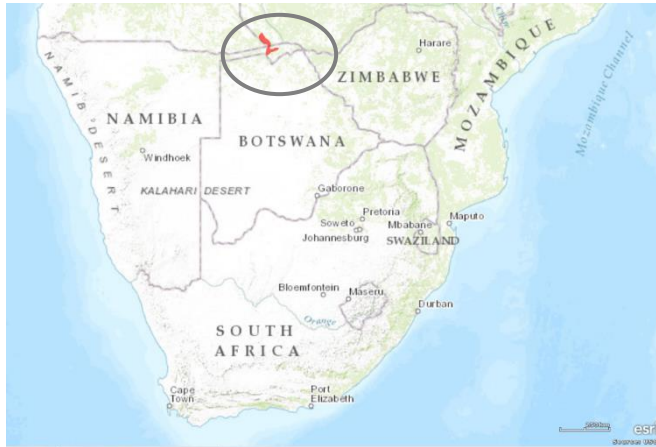 Harare
ZIMBABWE
MOZAMBIQUE
Mozambique Channel
NAMIB DESERT
NAMIBIA
Windhoek
BOTSWANA
KALAHARI DESERT
Gaborone
Pretoria
Soweto
Johannesburg
Mbabane
SWAZILAND
Maputo
Bloemfontein
Maseru
Durban
Orange
SOUTH
AFRICA
Cape
Town
Port
Elizabeth
esri